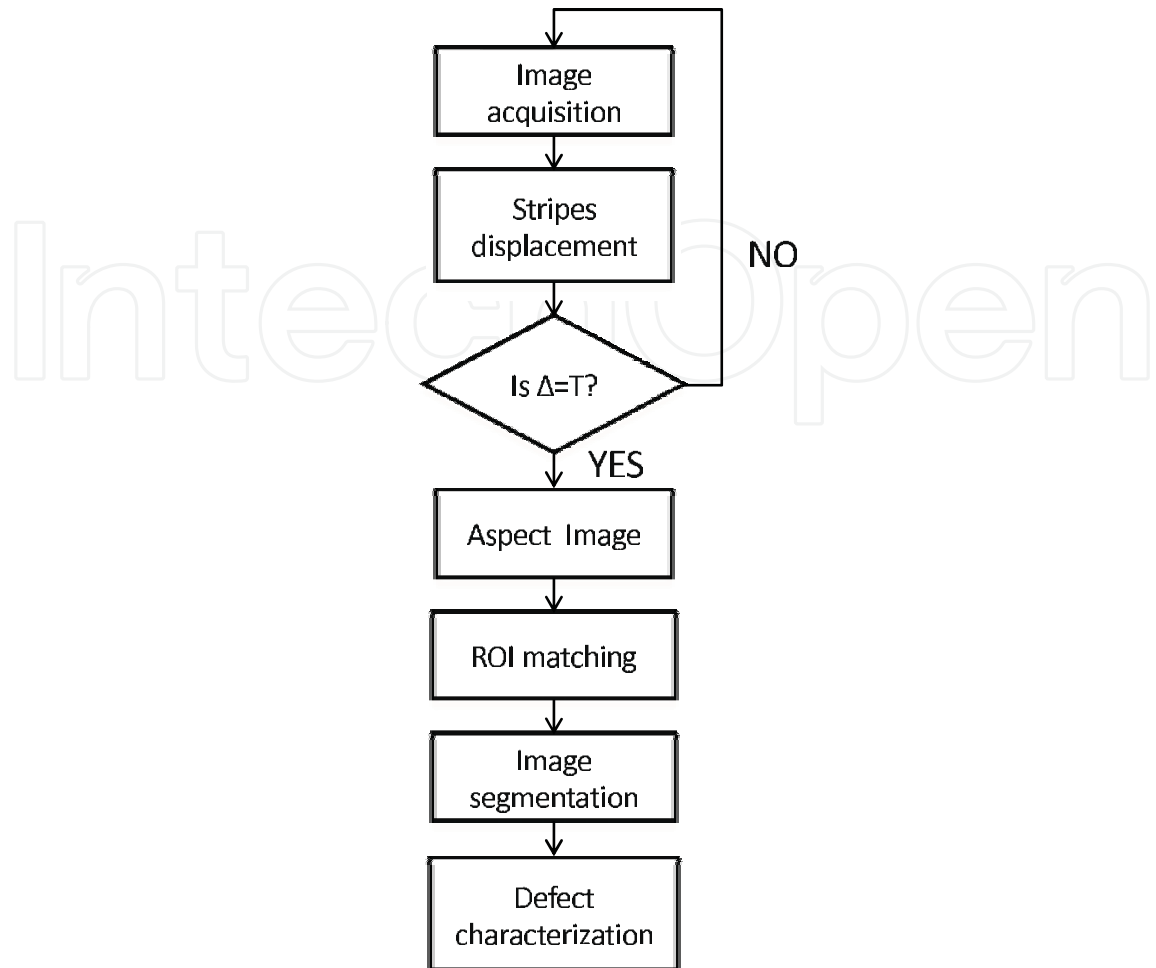 Image
acquisition
Stripes
displacement
NO
IntechOpen
Is Δ=T?
YES
Aspect Image
ROI matching
Image
segmentation
Defect
characterization